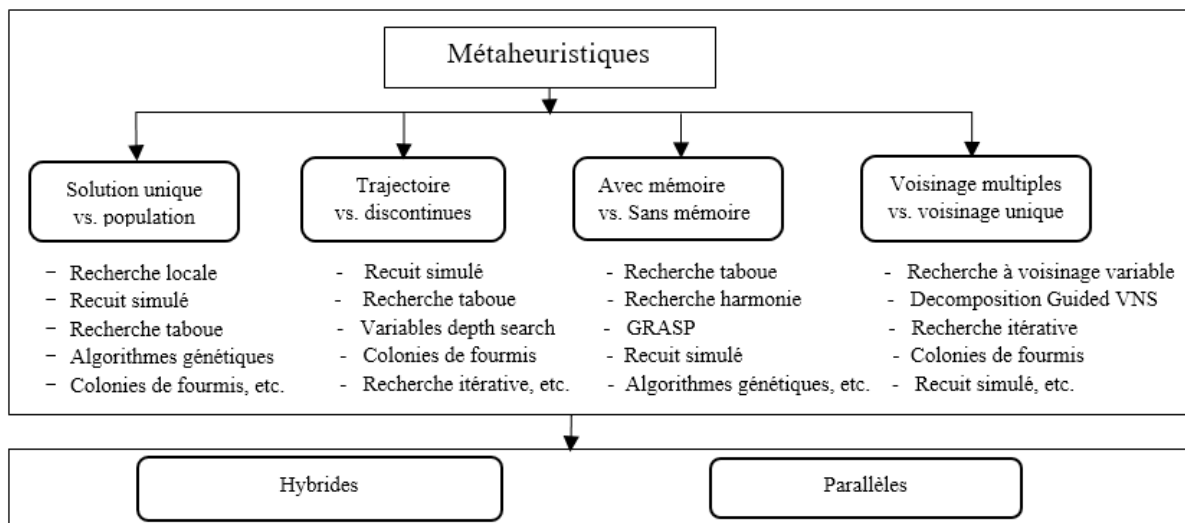 Métaheuristiques
Solution unique
vs. population
Trajectoire
vs. discontinues
Avec mémoire
vs. Sans mémoire
Voisinage multiples
vs. voisinage unique
− Recherche locale
− Recuit simulé
− Recherche taboue
− Algorithmes génétiques
− Colonies de fourmis, etc.
- Recuit simulé
- Recherche taboue
- Variables depth search
- Colonies de fourmis
- Recherche itérative, etc.
- Recherche taboue
- Recherche harmonie
- GRASP
- Recuit simulé
- Algorithmes génétiques, etc.
- Recherche à voisinage variable
- Decomposition Guided VNS
- Recherche itérative
- Colonies de fourmis
- Recuit simulé, etc.
Hybrides
Parallèles